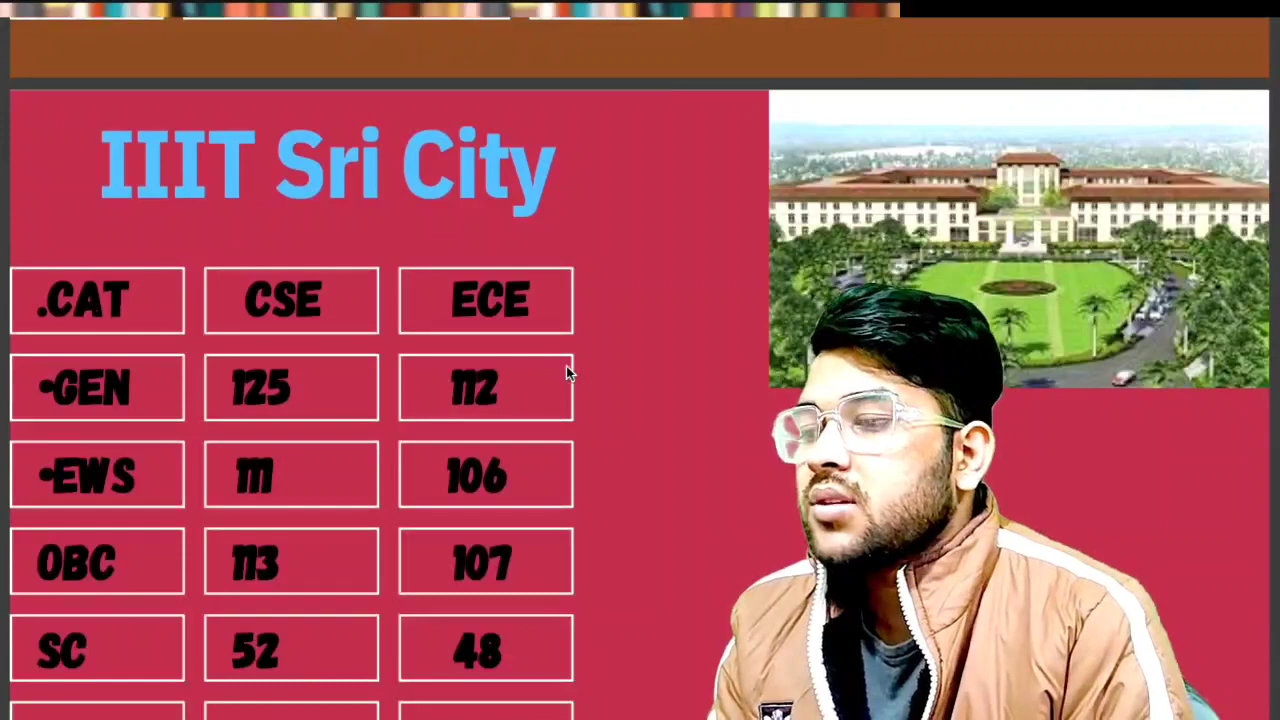 IIIT Sri City
.CAT CSE ECE
•GEN 125 112
•EWS 111 106
OBC 113 107
SC 52 48